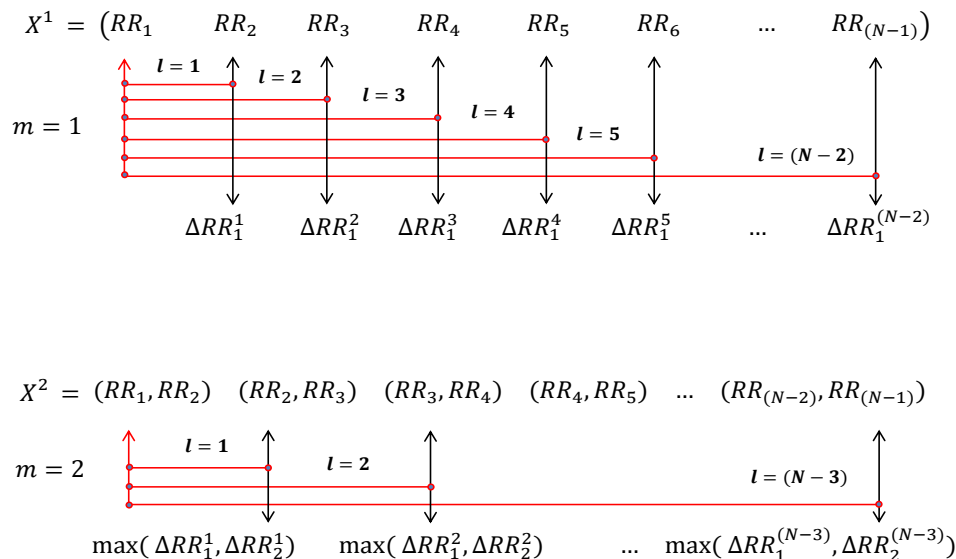 X¹ = (RR₁ RR₂ RR₃ RR₄ RR₅ RR₆ … RR₍N−1₎)
l = 1
l = 2
l = 3
m = 1
l = 4
l = 5
l = (N − 2)
ΔRR₁¹ ΔRR₁² ΔRR₁³ ΔRR₁⁴ ΔRR₁⁵ … ΔRR₁⁽ᴺ⁻²⁾
X² = (RR₁, RR₂) (RR₂, RR₃) (RR₃, RR₄) (RR₄, RR₅) … (RR₍N−2₎, RR₍N−1₎)
l = 1
m = 2
l = 2
l = (N − 3)
max( ΔRR₁¹, ΔRR₂¹) max( ΔRR₁², ΔRR₂²) … max( ΔRR₁⁽ᴺ⁻³⁾, ΔRR₂⁽ᴺ⁻³⁾)